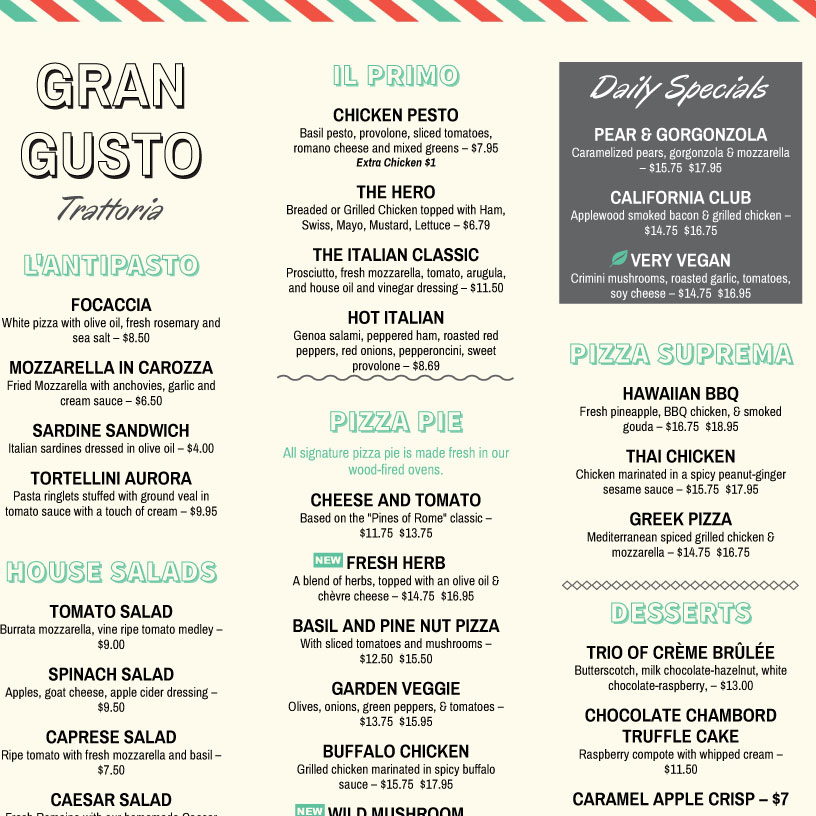 GRAN
GUSTO
Trattoria
L'ANTIPASTO
FOCACCIA
White pizza with olive oil, fresh rosemary and
sea salt – $8.50
MOZZARELLA IN CAROZZA
Fried Mozzarella with anchovies, garlic and
cream sauce – $6.50
SARDINE SANDWICH
Italian sardines dressed in olive oil – $4.00
TORTELLINI AURORA
Pasta ringlets stuffed with ground veal in
tomato sauce with a touch of cream – $9.95
HOUSE SALADS
TOMATO SALAD
Burrata mozzarella, vine ripe tomato medley –
$9.00
SPINACH SALAD
Apples, goat cheese, apple cider dressing –
$9.50
CAPRESE SALAD
Ripe tomato with fresh mozzarella and basil –
$7.50
CAESAR SALAD
Fresh Romaine with our homemade Caesar
IL PRIMO
CHICKEN PESTO
Basil pesto, provolone, sliced tomatoes,
romano cheese and mixed greens – $7.95
Extra Chicken $1
THE HERO
Breaded or Grilled Chicken topped with Ham,
Swiss, Mayo, Mustard, Lettuce – $6.79
THE ITALIAN CLASSIC
Prosciutto, fresh mozzarella, tomato, arugula,
and house oil and vinegar dressing – $11.50
HOT ITALIAN
Genoa salami, peppered ham, roasted red
peppers, red onions, pepperoncini, sweet
provolone – $8.69
PIZZA PIE
All signature pizza pie is made fresh in our
wood-fired ovens.
CHEESE AND TOMATO
Based on the "Pines of Rome" classic –
$11.75 $13.75
NEW FRESH HERB
A blend of herbs, topped with an olive oil &
chèvre cheese – $14.75 $16.95
BASIL AND PINE NUT PIZZA
With sliced tomatoes and mushrooms –
$12.50 $15.50
GARDEN VEGGIE
Olives, onions, green peppers, & tomatoes –
$13.75 $15.95
BUFFALO CHICKEN
Grilled chicken marinated in spicy buffalo
sauce – $15.75 $17.95
NEW WILD MUSHROOM
Daily Specials
PEAR & GORGONZOLA
Caramelized pears, gorgonzola & mozzarella
– $15.75 $17.95
CALIFORNIA CLUB
Applewood smoked bacon & grilled chicken –
$14.75 $16.75
VERY VEGAN
Crimini mushrooms, roasted garlic, tomatoes,
soy cheese – $14.75 $16.95
PIZZA SUPREMA
HAWAIIAN BBQ
Fresh pineapple, BBQ chicken, & smoked
gouda – $16.75 $18.95
THAI CHICKEN
Chicken marinated in a spicy peanut-ginger
sesame sauce – $15.75 $17.95
GREEK PIZZA
Mediterranean spiced grilled chicken &
mozzarella – $14.75 $16.75
DESSERTS
TRIO OF CRÈME BRÛLÉE
Butterscotch, milk chocolate-hazelnut, white
chocolate-raspberry, – $13.00
CHOCOLATE CHAMBORD
TRUFFLE CAKE
Raspberry compote with whipped cream –
$11.50
CARAMEL APPLE CRISP – $7